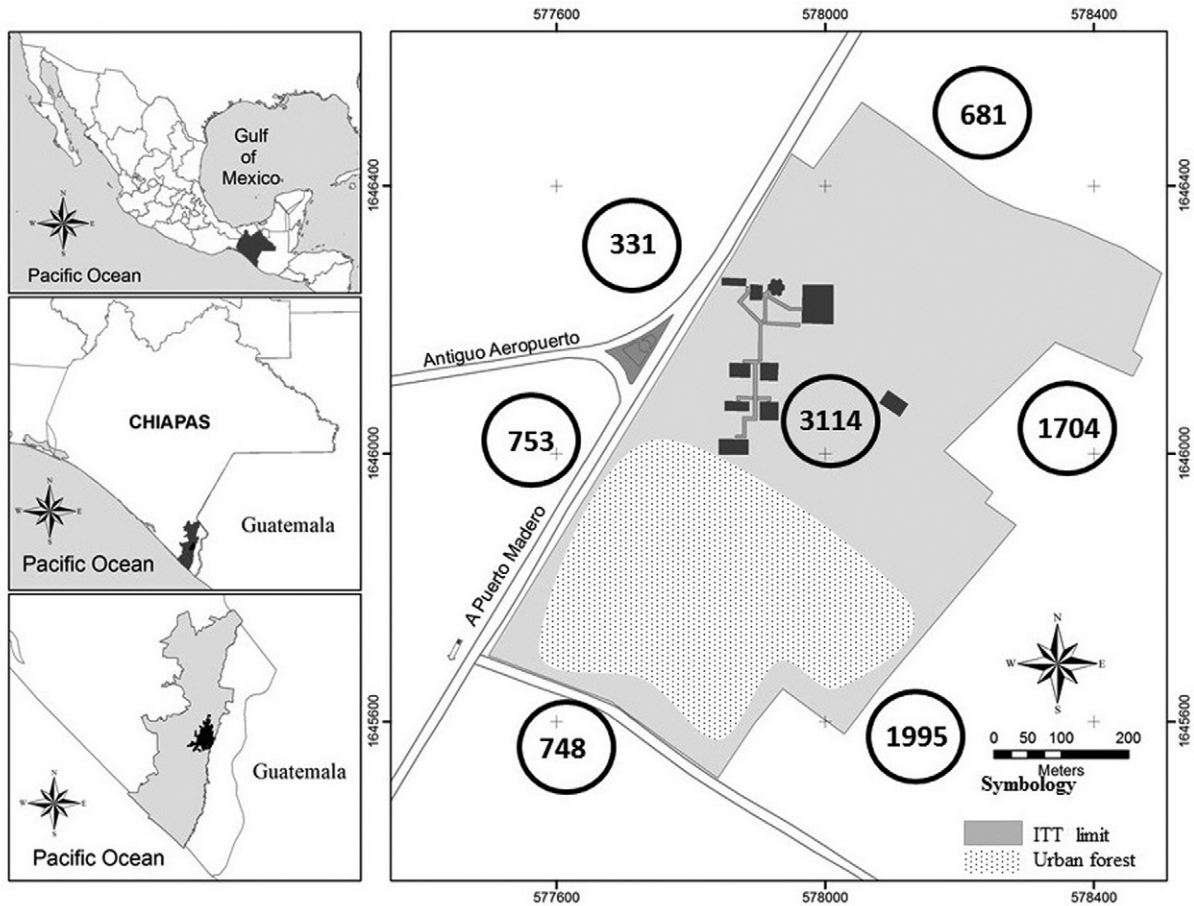 Gulf
of
Mexico
N
W E
S
Pacific Ocean
CHIAPAS
N
W E
S
Guatemala
Pacific Ocean
N
W E
S
Guatemala
Pacific Ocean
577600 578000 578400
1646400 1646400
1646000 1646000
1645600 1645600
681
331
Antiguo Aeropuerto
753
3114
1704
A Puerto Madero
748
1995
N
W E
S
0 50 100 200
Meters
Symbology
ITT limit
Urban forest
577600 578000 578400